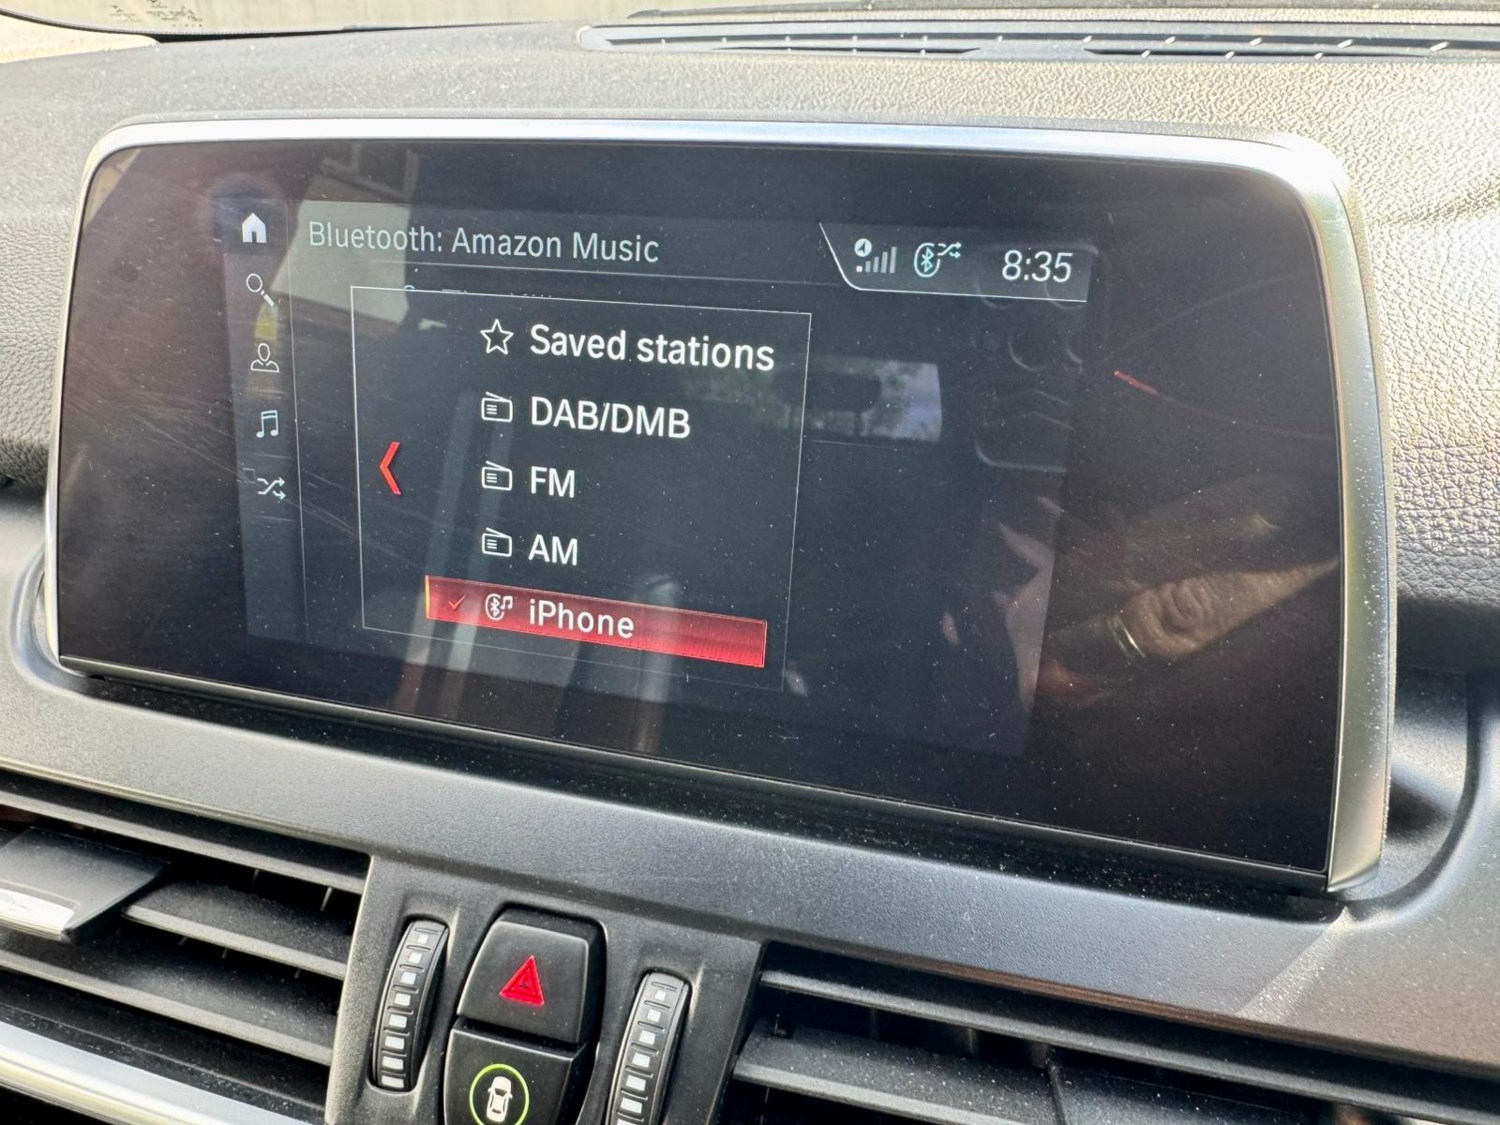 Bluetooth: Amazon Music
8:35
Saved stations
DAB/DMB
FM
AM
iPhone